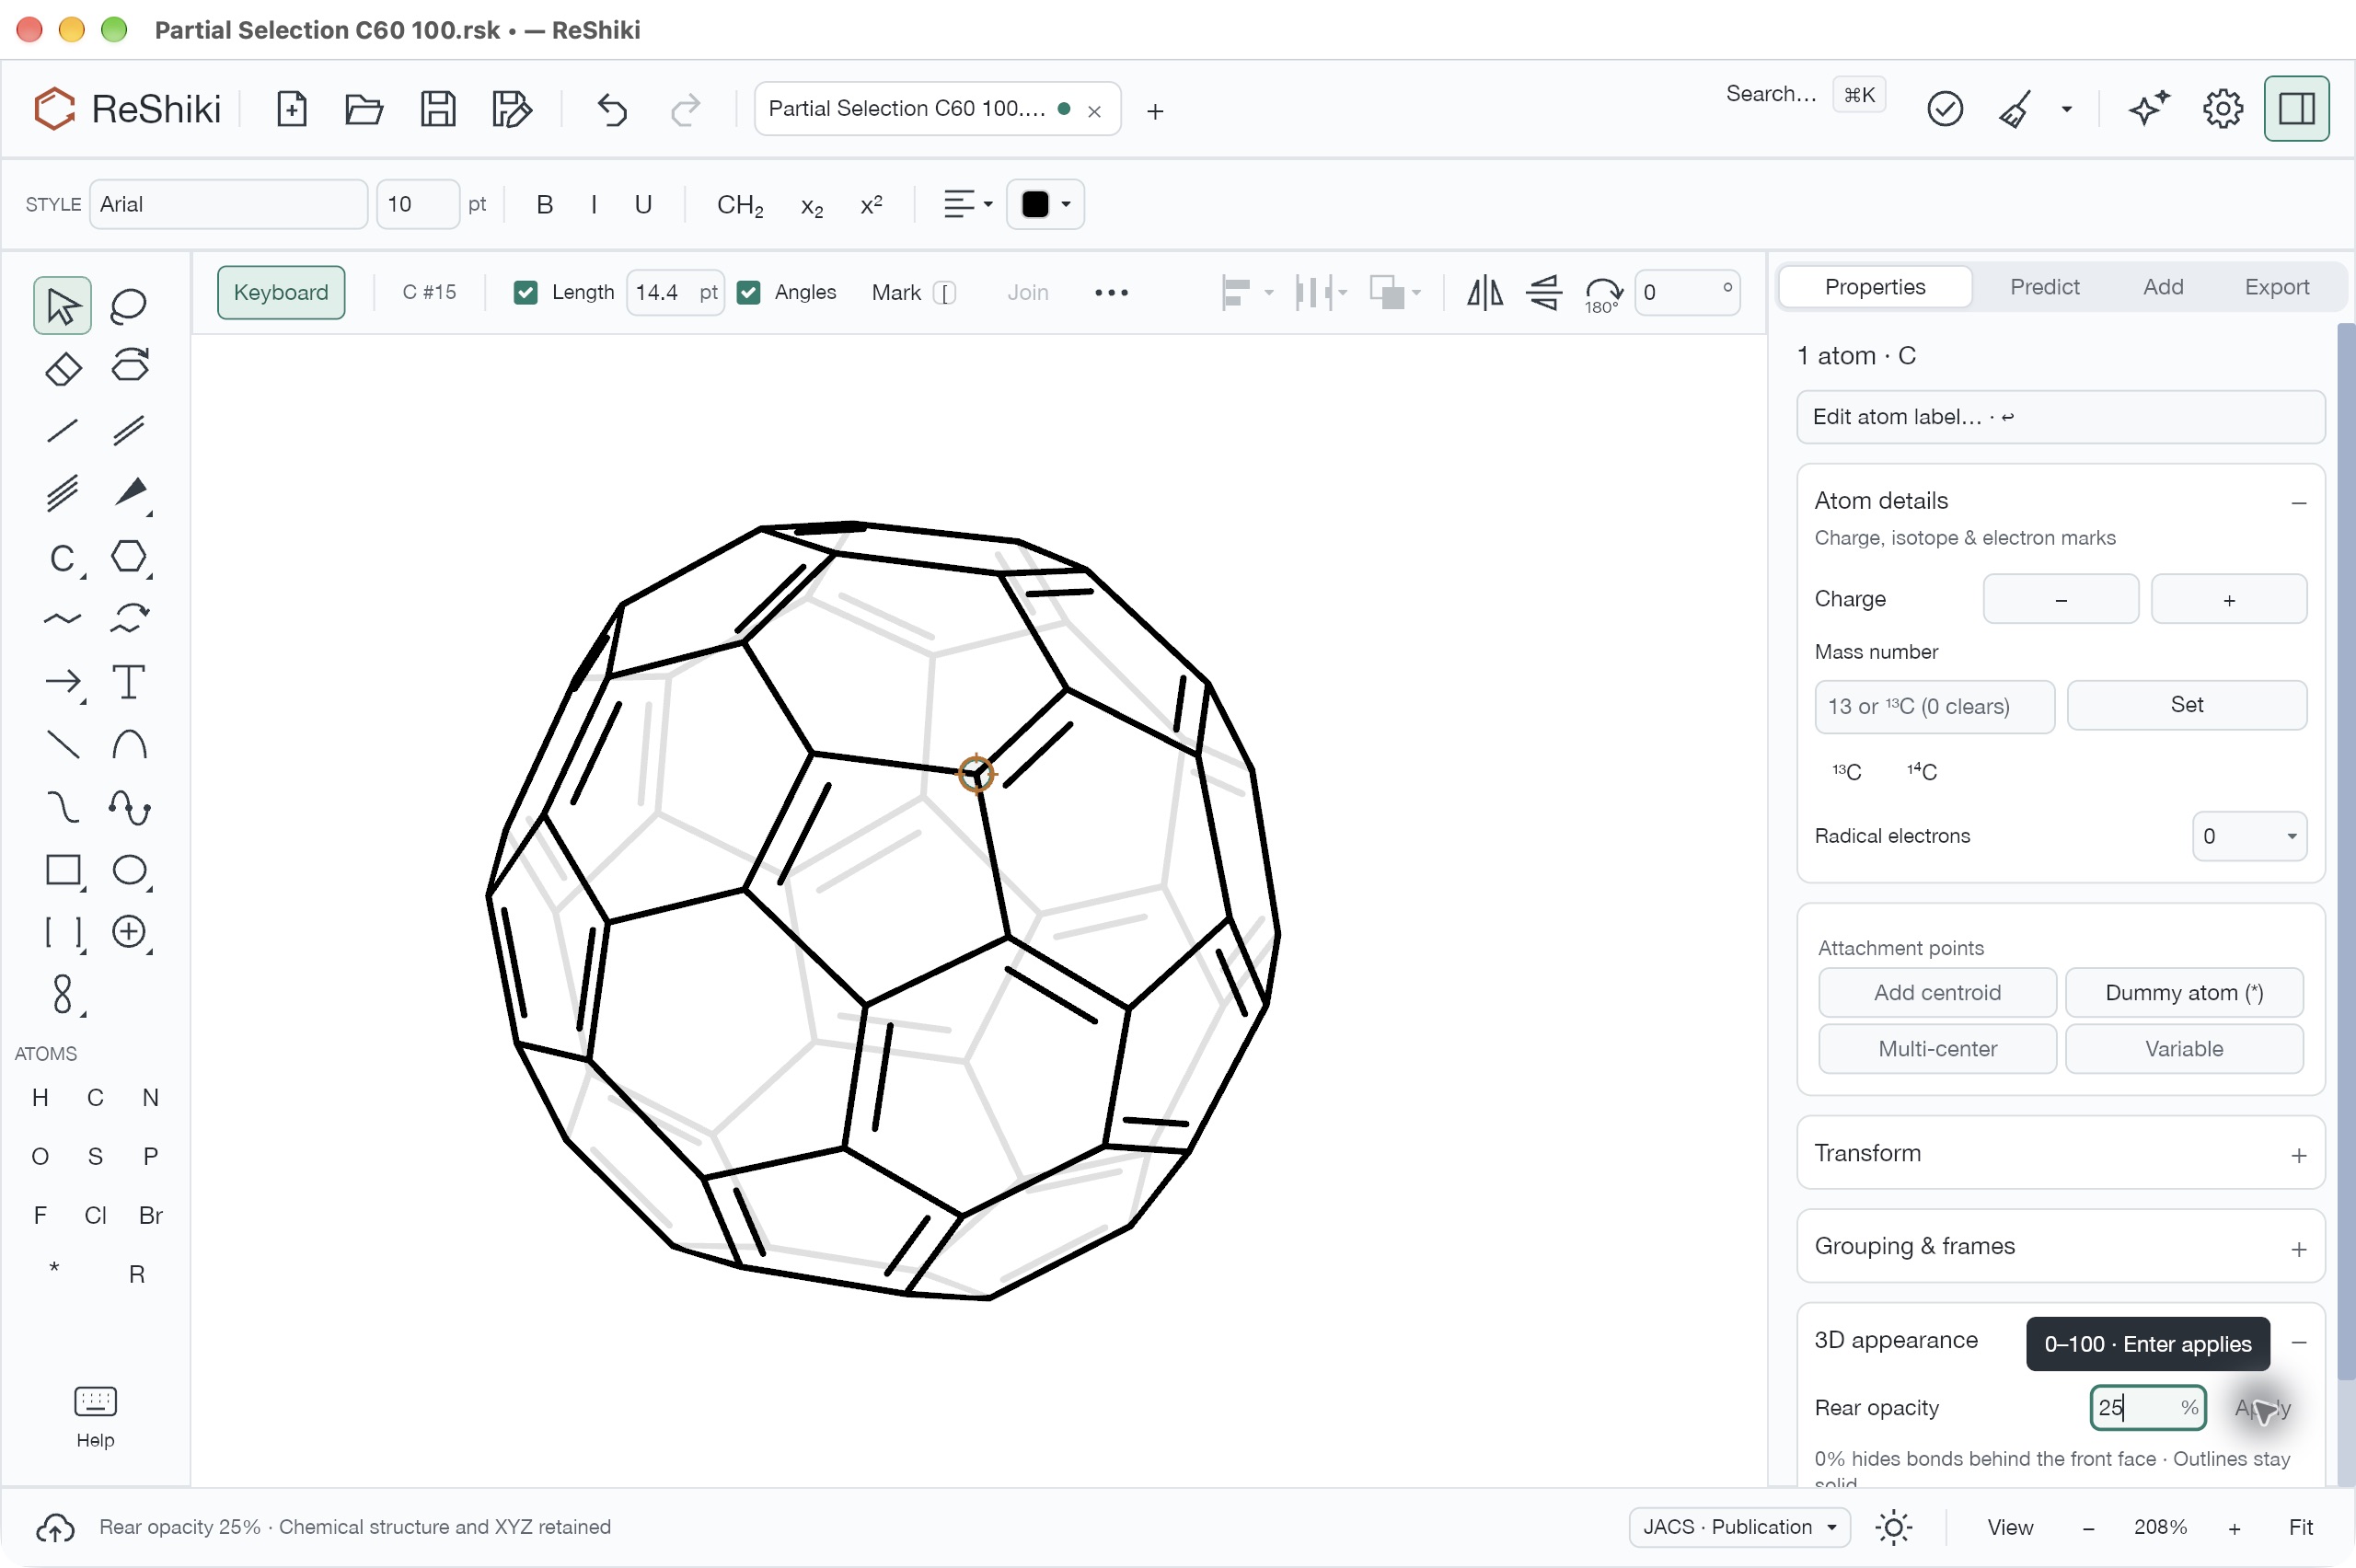 Partial Selection C60 100.rsk • — ReShiki
ReShiki
Partial Selection C60 100.... ● × +
Search... ⌘K
STYLE Arial 10 pt B I U CH₂ x₂ x²
Keyboard C #15 Length 14.4 pt Angles Mark [ Join ••• 180° 0 °
Properties Predict Add Export
1 atom · C
Edit atom label... · ↩
Atom details −
Charge, isotope & electron marks
Charge − +
Mass number
13 or ¹³C (0 clears) Set
¹³C ¹⁴C
Radical electrons 0
Attachment points
Add centroid Dummy atom (*)
Multi-center Variable
Transform +
Grouping & frames +
3D appearance 0–100 · Enter applies −
Rear opacity 25 %
0% hides bonds behind the front face · Outlines stay
solid
C
T
[ ]
ATOMS
H C N
O S P
F Cl Br
* R
Help
Rear opacity 25% · Chemical structure and XYZ retained
JACS · Publication View − 208% + Fit